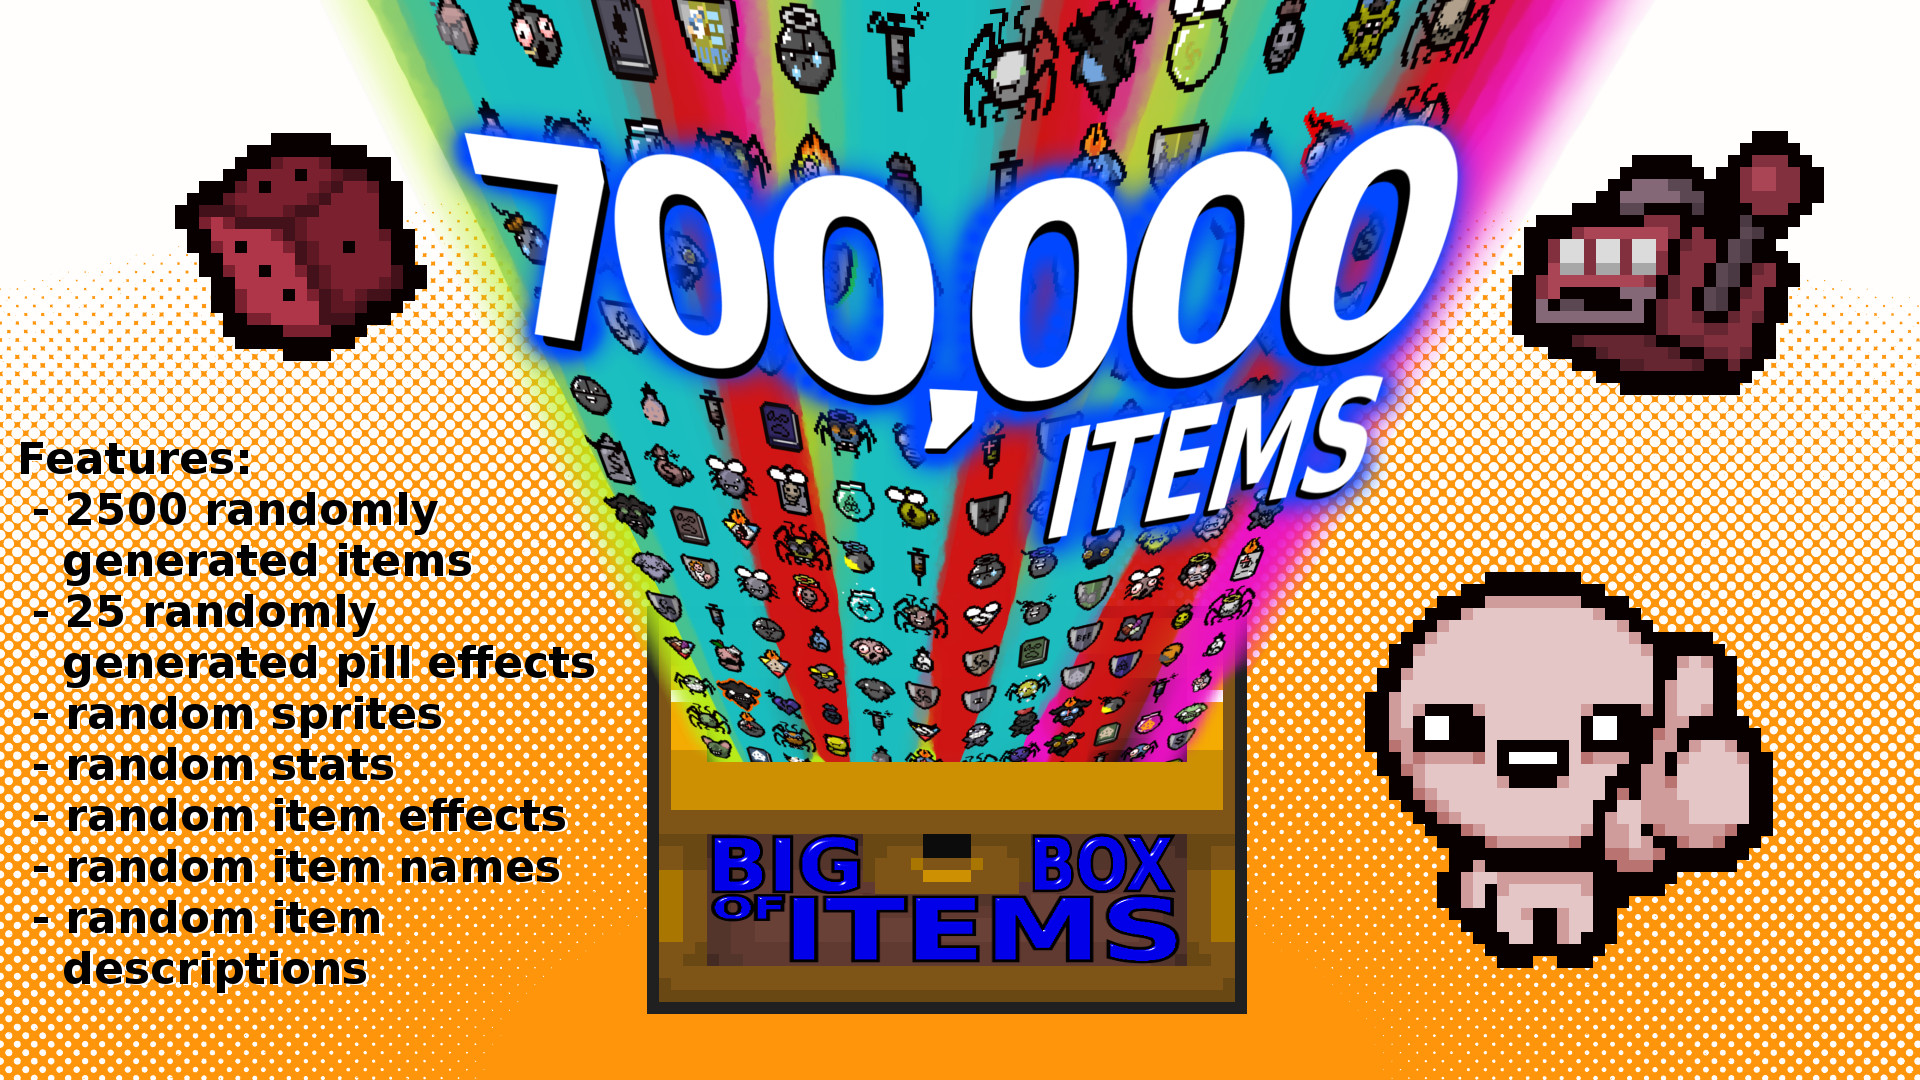 700,000
ITEMS
Features:
- 2500 randomly
generated items
- 25 randomly
generated pill effects
- random sprites
- random stats
- random item effects
- random item names
- random item
descriptions
BIG BOX
OF ITEMS